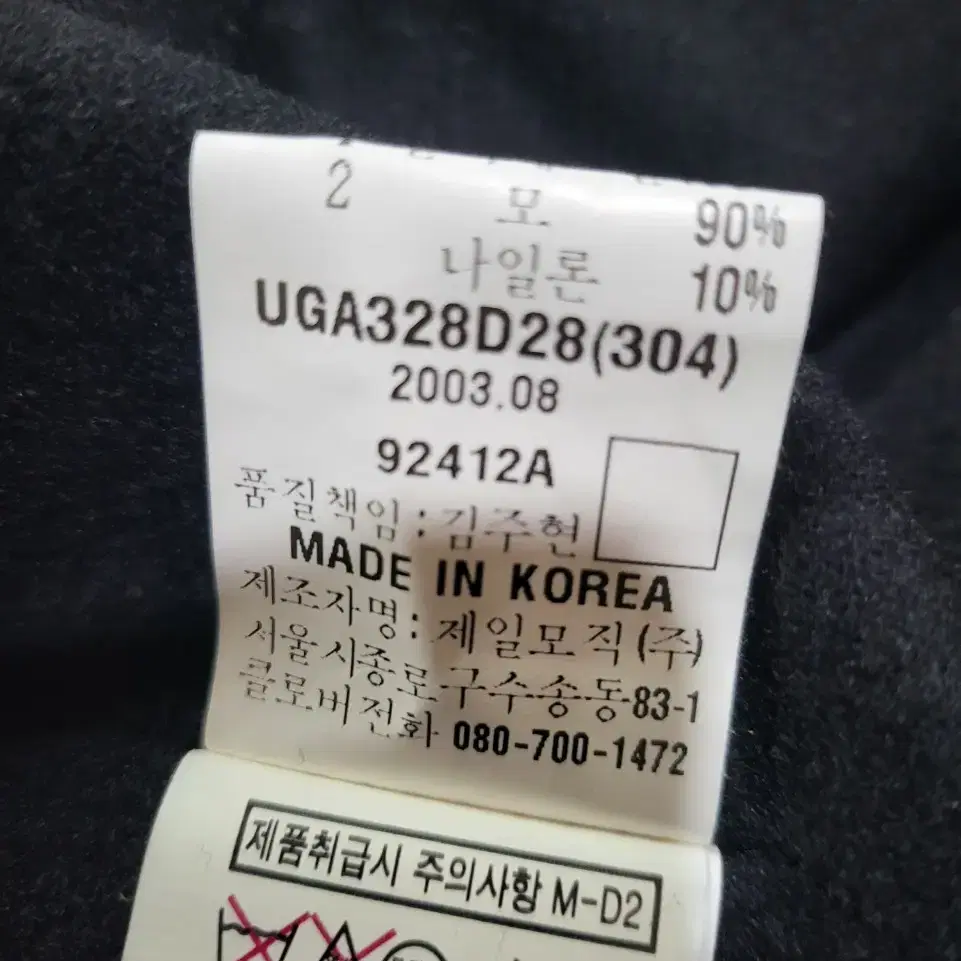 2 모 90%
나일론 10%
UGA328D28(304)
2003.08
92412A
품질책임:김주현
MADE IN KOREA
제조자명:제일모직(주)
서울시종로구수송동83-1
클로버전화 080-700-1472
제품취급시 주의사항 M-D2